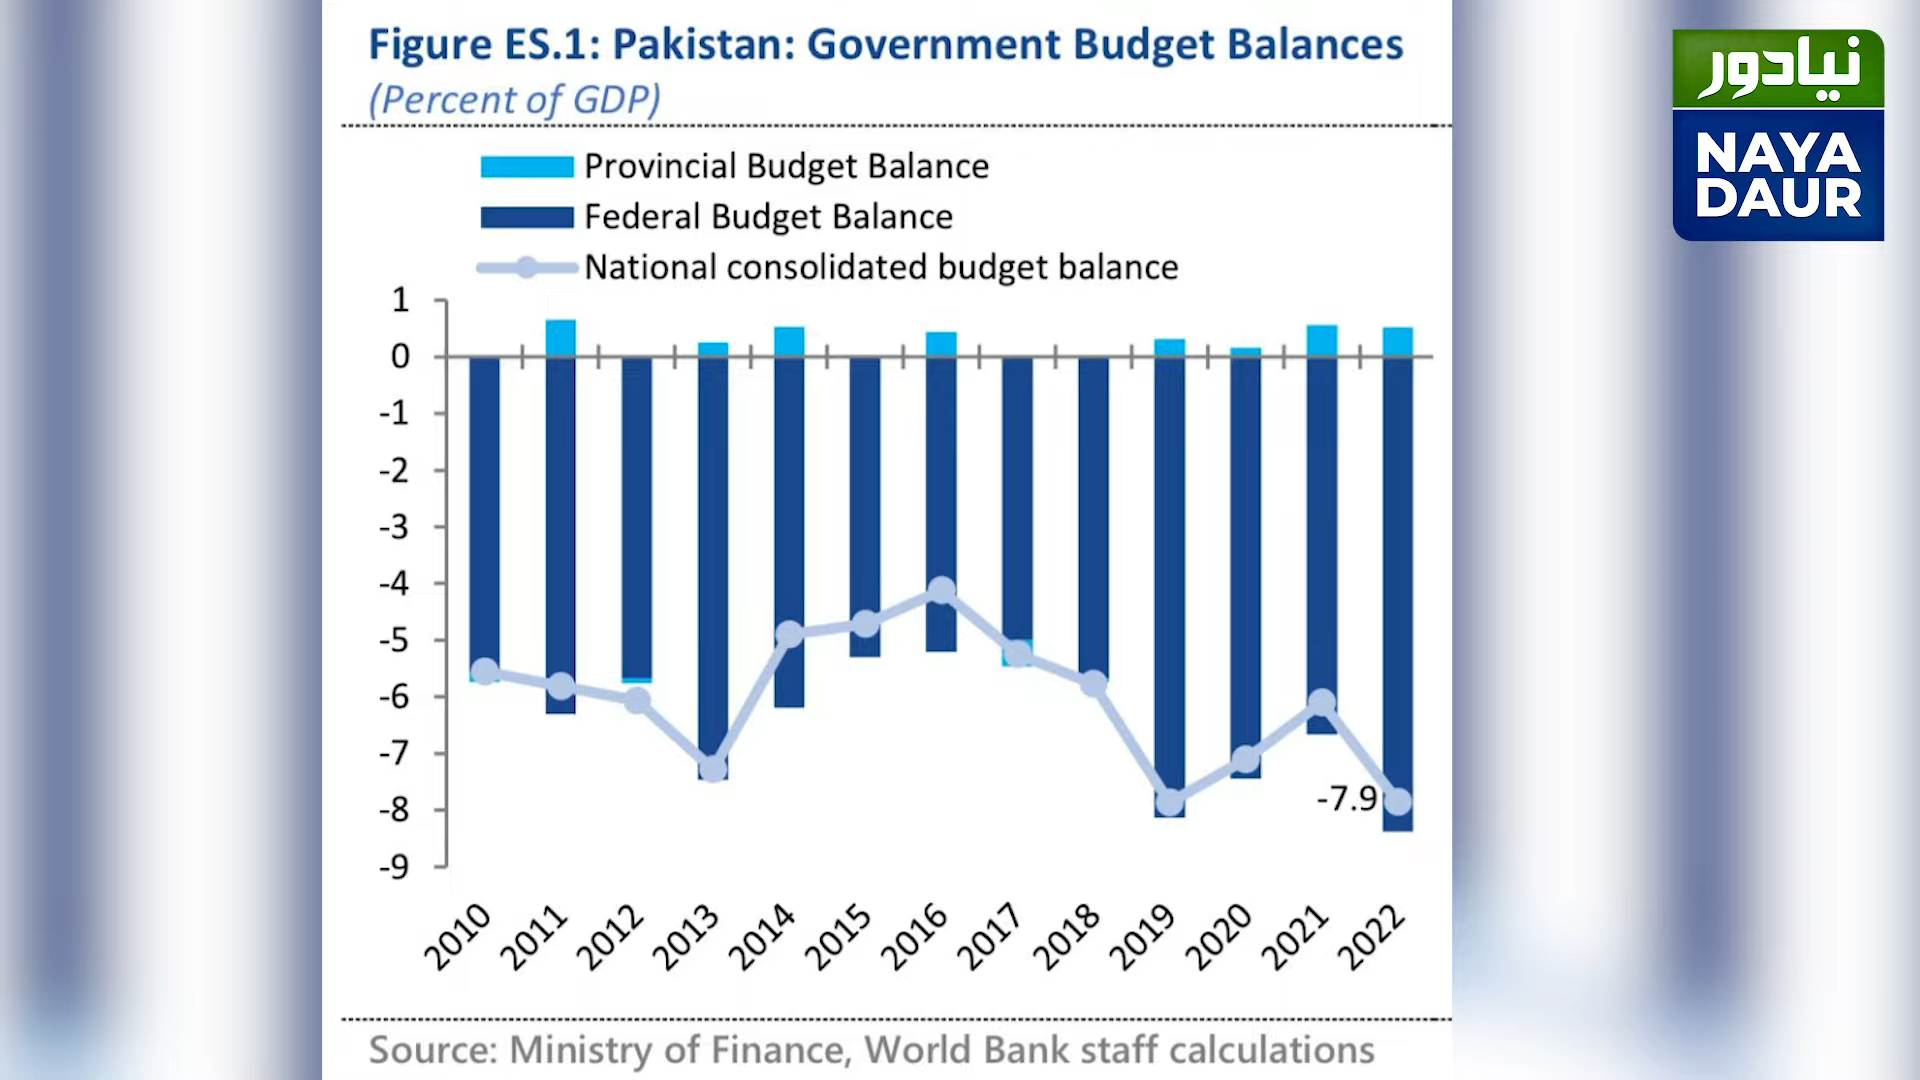 Figure ES.1: Pakistan: Government Budget Balances
(Percent of GDP)
Provincial Budget Balance
Federal Budget Balance
National consolidated budget balance
1
0
-1
-2
-3
-4
-5
-6
-7
-8
-9
-7.9
2010 2011 2012 2013 2014 2015 2016 2017 2018 2019 2020 2021 2022
Source: Ministry of Finance, World Bank staff calculations
نیادور
NAYA
DAUR